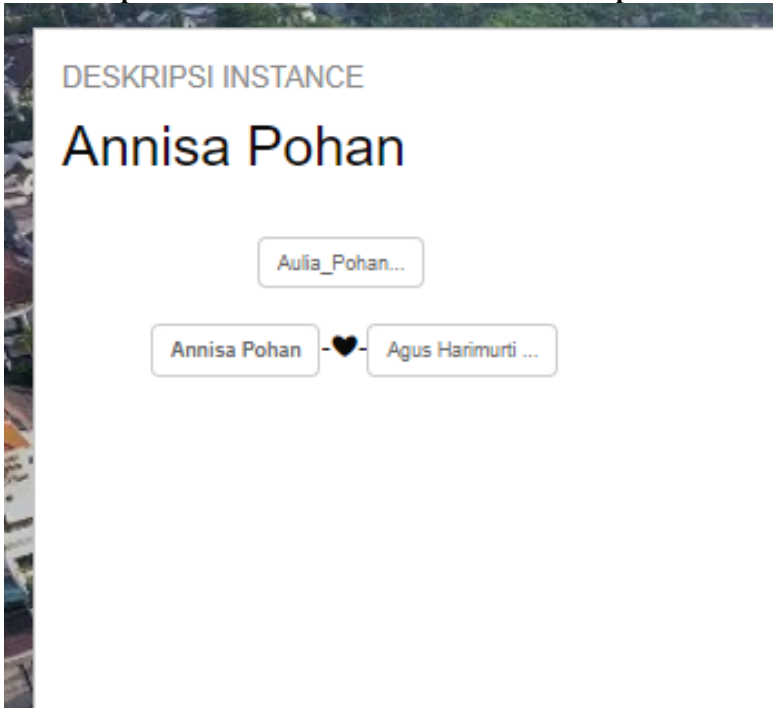 DESKRIPSI INSTANCE
Annisa Pohan
Aulia_Pohan...
Annisa Pohan -♥- Agus Harimurti ...